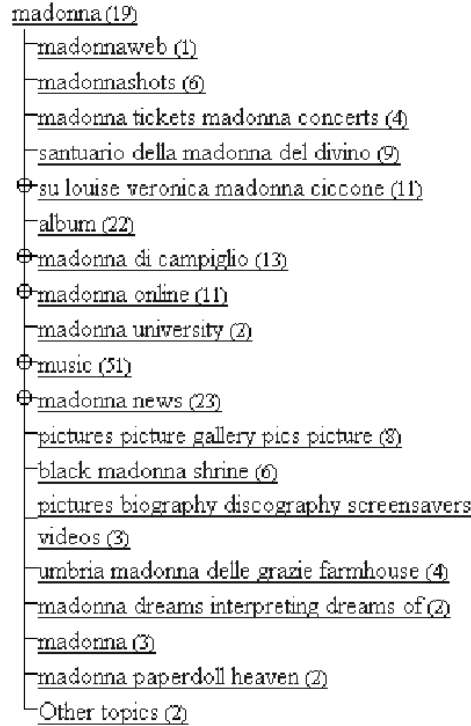 madonna (19)
madonnaweb (1)
madonnashots (6)
madonna tickets madonna concerts (4)
santuario della madonna del divino (9)
su louise veronica madonna ciccone (11)
album (22)
madonna di campiglio (13)
madonna online (11)
madonna university (2)
music (51)
madonna news (23)
pictures picture gallery pics picture (8)
black madonna shrine (6)
pictures biography discography screensavers
videos (3)
umbria madonna delle grazie farmhouse (4)
madonna dreams interpreting dreams of (2)
madonna (3)
madonna paperdoll heaven (2)
Other topics (2)